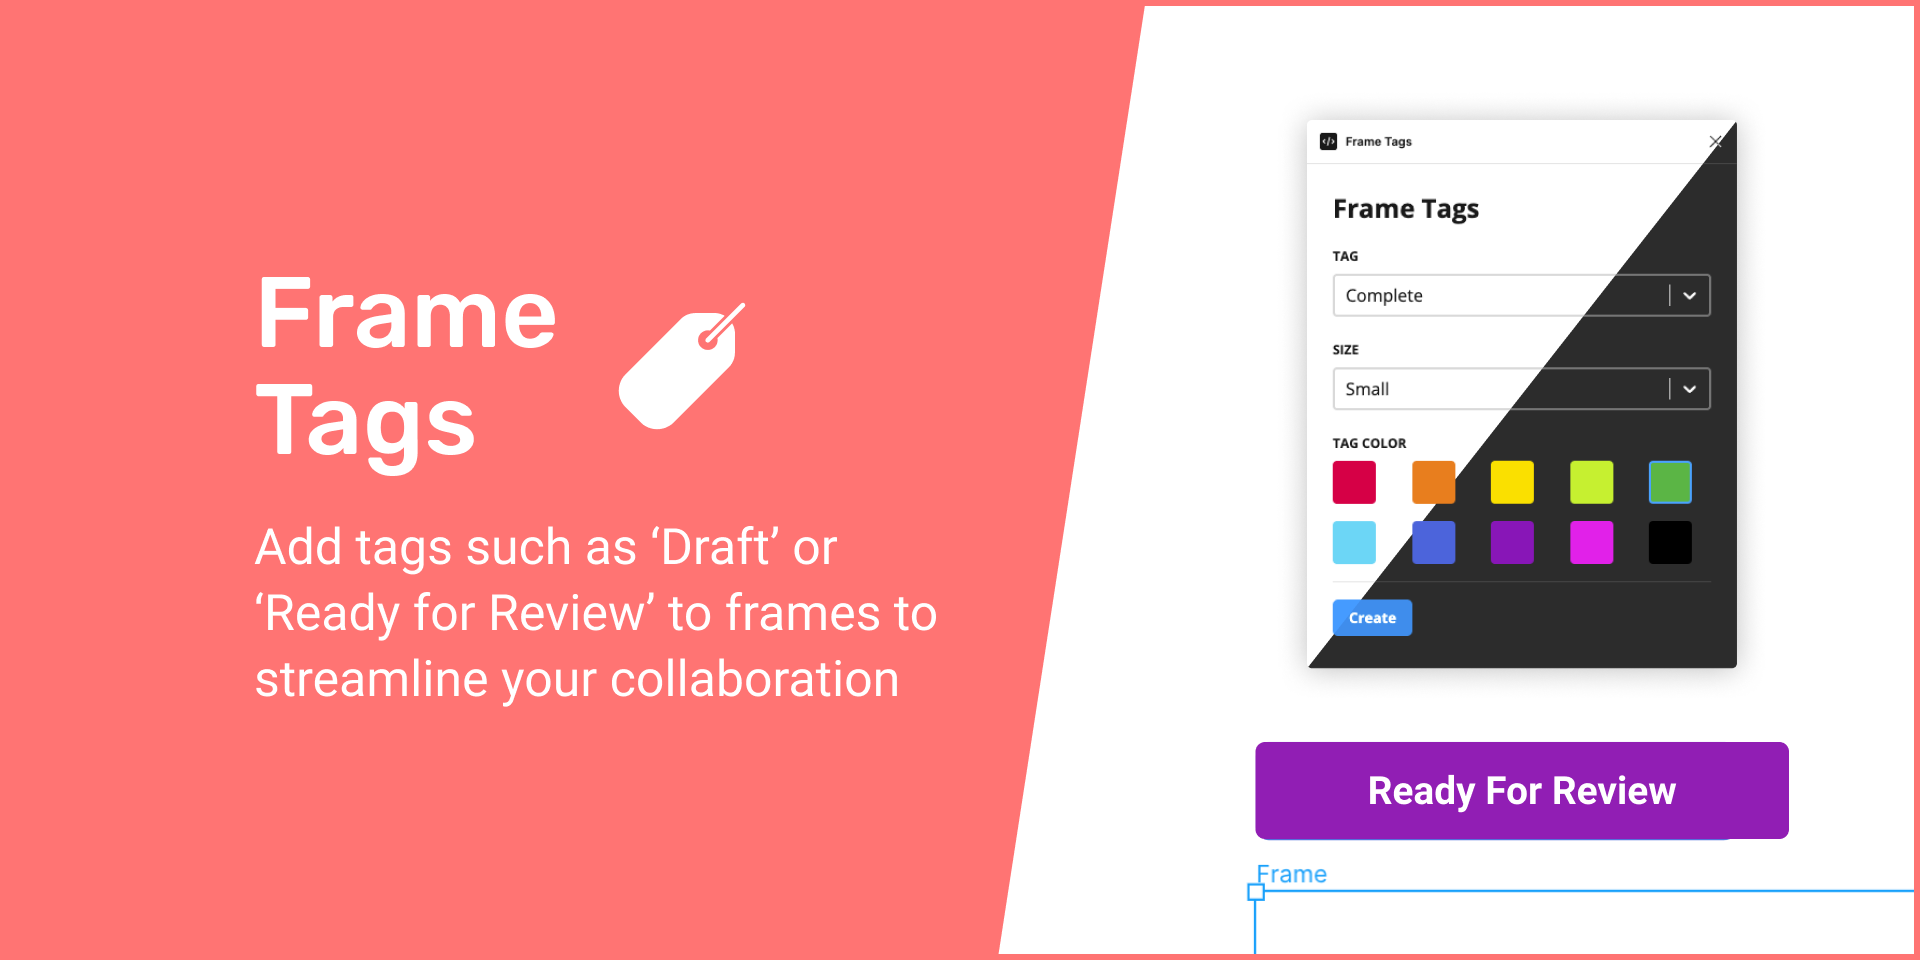 Frame
Tags
Add tags such as ‘Draft’ or
‘Ready for Review’ to frames to
streamline your collaboration
</> Frame Tags
Frame Tags
TAG
Complete
SIZE
Small
TAG COLOR
Create
Ready For Review
Frame